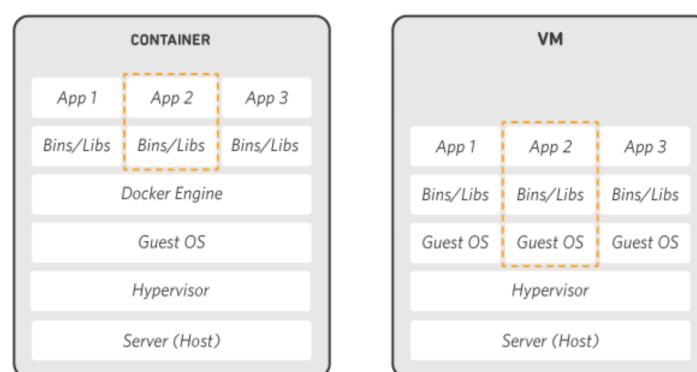 CONTAINER
App 1 App 2 App 3
Bins/Libs Bins/Libs Bins/Libs
Docker Engine
Guest OS
Hypervisor
Server (Host)
VM
App 1 App 2 App 3
Bins/Libs Bins/Libs Bins/Libs
Guest OS Guest OS Guest OS
Hypervisor
Server (Host)